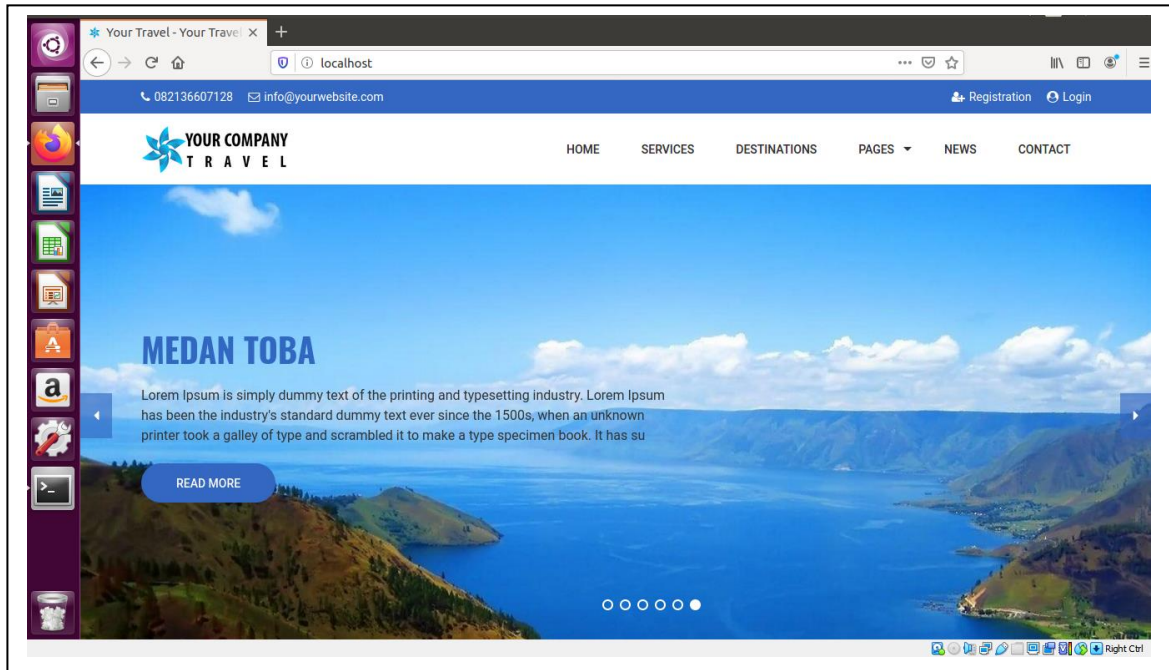 Your Travel - Your Travel
localhost
082136607128 info@yourwebsite.com Registration Login
YOUR COMPANY
TRAVEL
HOME SERVICES DESTINATIONS PAGES NEWS CONTACT
MEDAN TOBA
Lorem Ipsum is simply dummy text of the printing and typesetting industry. Lorem Ipsum
has been the industry's standard dummy text ever since the 1500s, when an unknown
printer took a galley of type and scrambled it to make a type specimen book. It has su
READ MORE
Right Ctrl